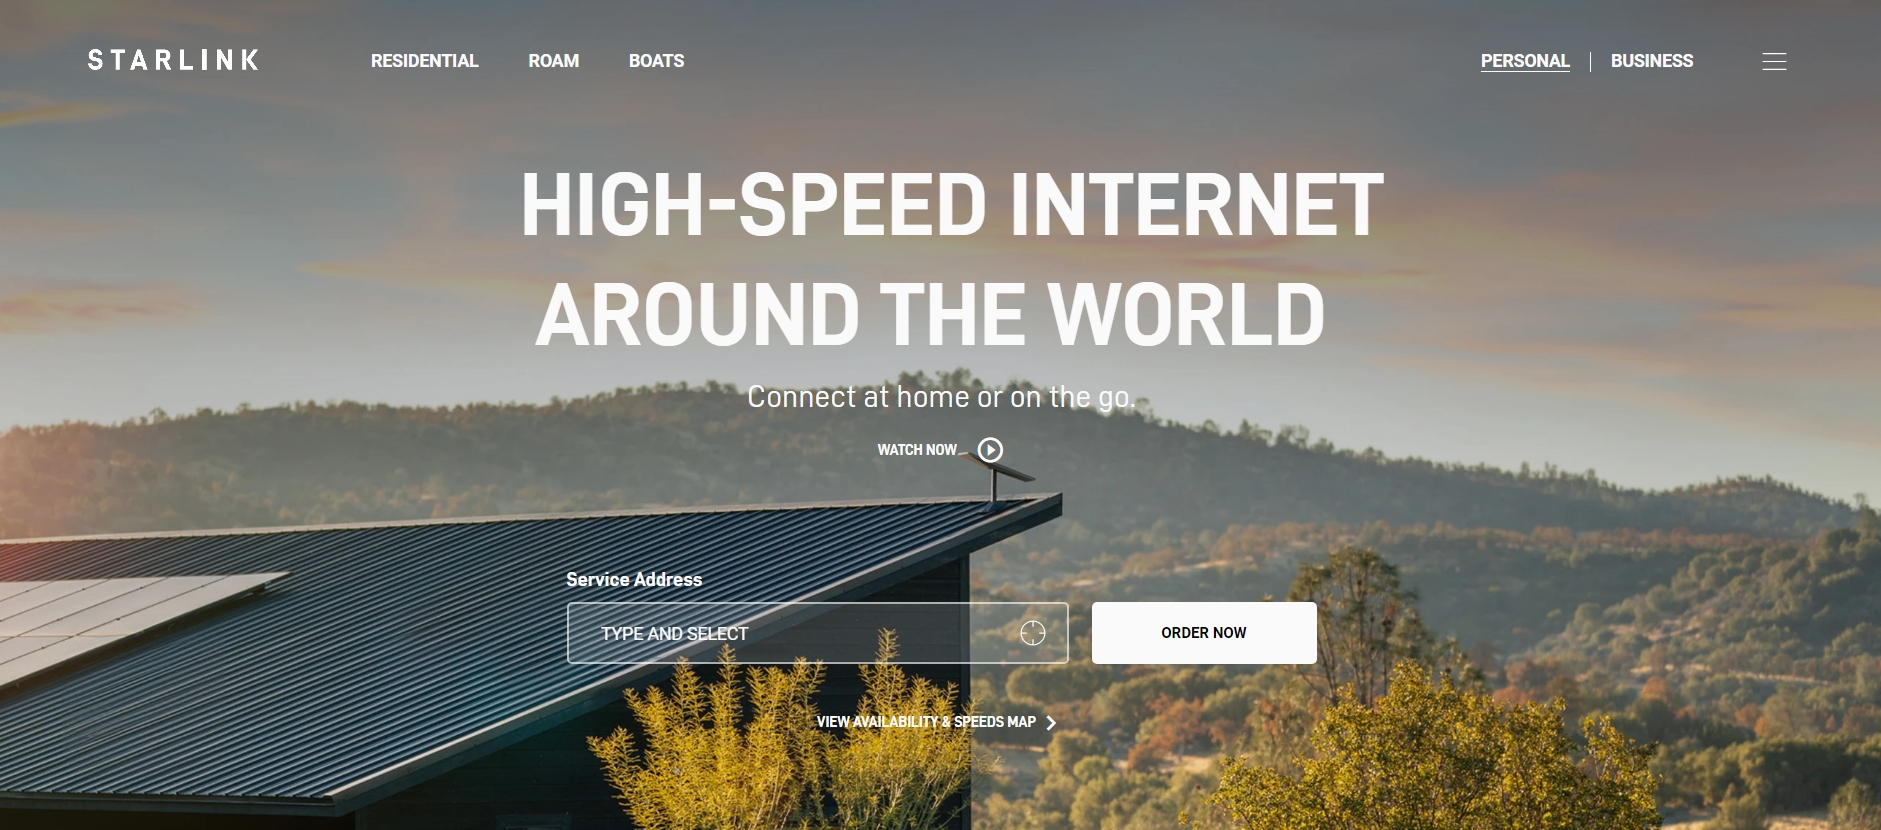 STARLINK
RESIDENTIAL ROAM BOATS
PERSONAL | BUSINESS
HIGH-SPEED INTERNET
AROUND THE WORLD
Connect at home or on the go.
WATCH NOW
Service Address
TYPE AND SELECT
ORDER NOW
VIEW AVAILABILITY & SPEEDS MAP